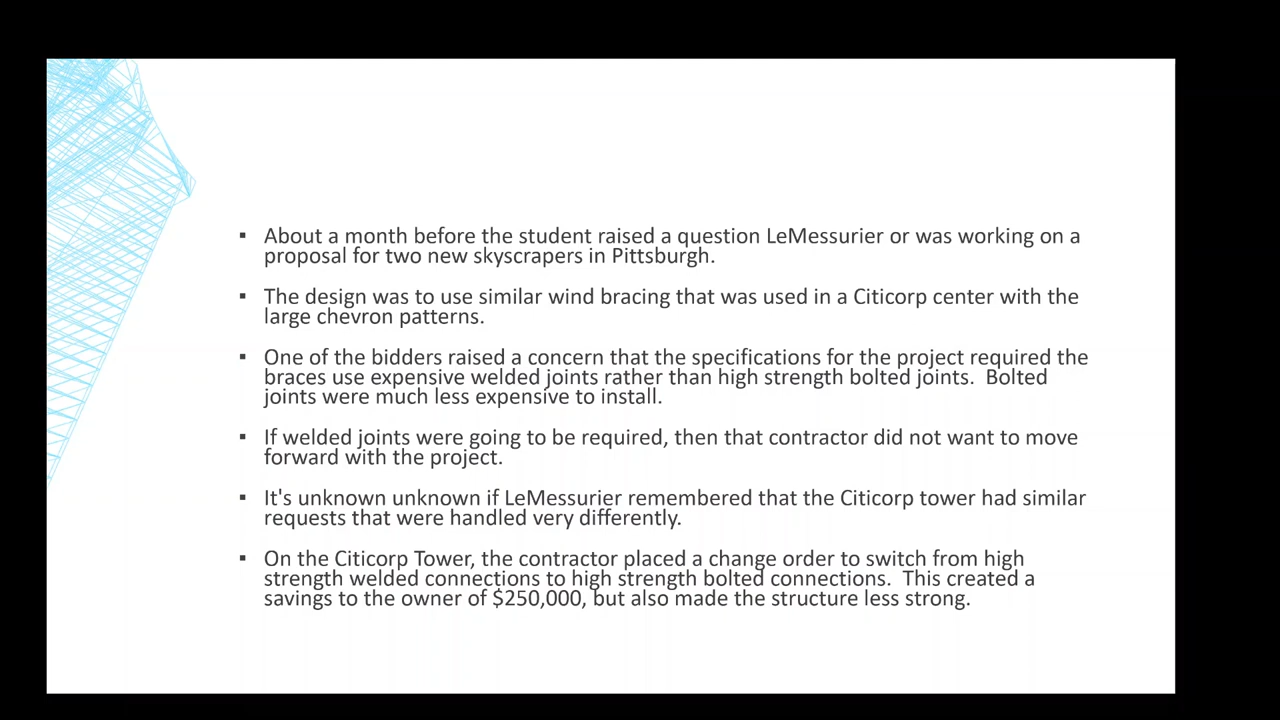 ▪ About a month before the student raised a question LeMessurier or was working on a
proposal for two new skyscrapers in Pittsburgh.
▪ The design was to use similar wind bracing that was used in a Citicorp center with the
large chevron patterns.
▪ One of the bidders raised a concern that the specifications for the project required the
braces use expensive welded joints rather than high strength bolted joints.  Bolted
joints were much less expensive to install.
▪ If welded joints were going to be required, then that contractor did not want to move
forward with the project.
▪ It's unknown unknown if LeMessurier remembered that the Citicorp tower had similar
requests that were handled very differently.
▪ On the Citicorp Tower, the contractor placed a change order to switch from high
strength welded connections to high strength bolted connections.  This created a
savings to the owner of $250,000, but also made the structure less strong.